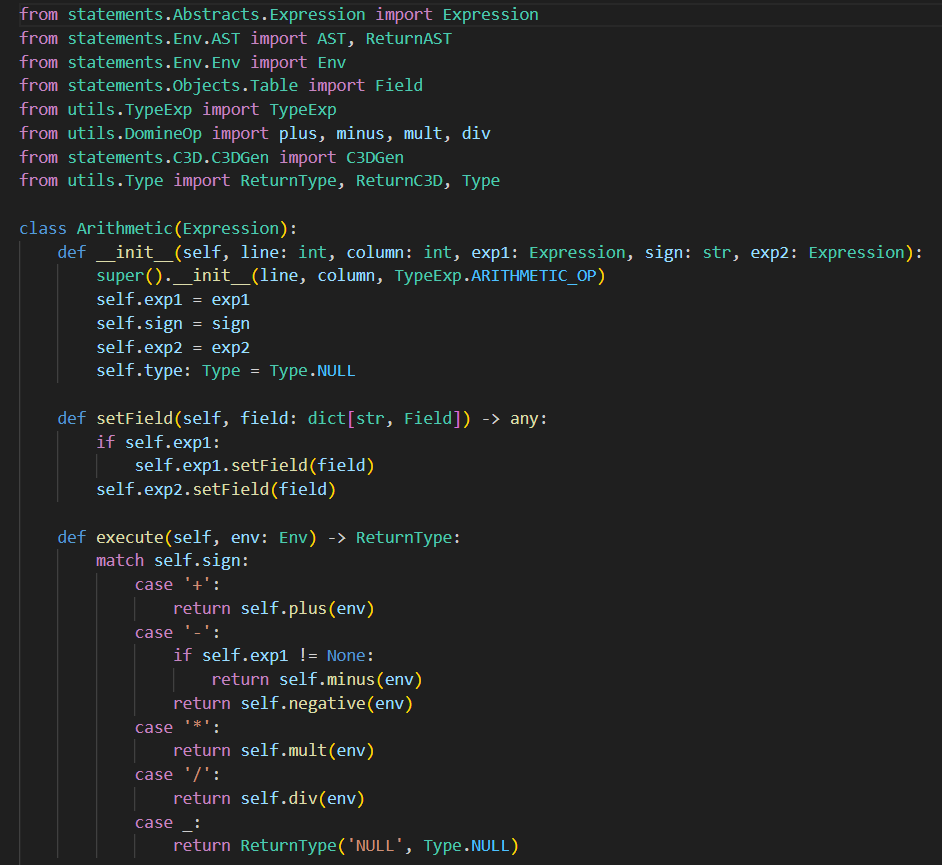 from statements.Abstracts.Expression import Expression
from statements.Env.AST import AST, ReturnAST
from statements.Env.Env import Env
from statements.Objects.Table import Field
from utils.TypeExp import TypeExp
from utils.DomineOp import plus, minus, mult, div
from statements.C3D.C3DGen import C3DGen
from utils.Type import ReturnType, ReturnC3D, Type

class Arithmetic(Expression):
    def __init__(self, line: int, column: int, exp1: Expression, sign: str, exp2: Expression):
        super().__init__(line, column, TypeExp.ARITHMETIC_OP)
        self.exp1 = exp1
        self.sign = sign
        self.exp2 = exp2
        self.type: Type = Type.NULL

    def setField(self, field: dict[str, Field]) -> any:
        if self.exp1:
            self.exp1.setField(field)
        self.exp2.setField(field)

    def execute(self, env: Env) -> ReturnType:
        match self.sign:
            case '+':
                return self.plus(env)
            case '-':
                if self.exp1 != None:
                    return self.minus(env)
                return self.negative(env)
            case '*':
                return self.mult(env)
            case '/':
                return self.div(env)
            case _:
                return ReturnType('NULL', Type.NULL)